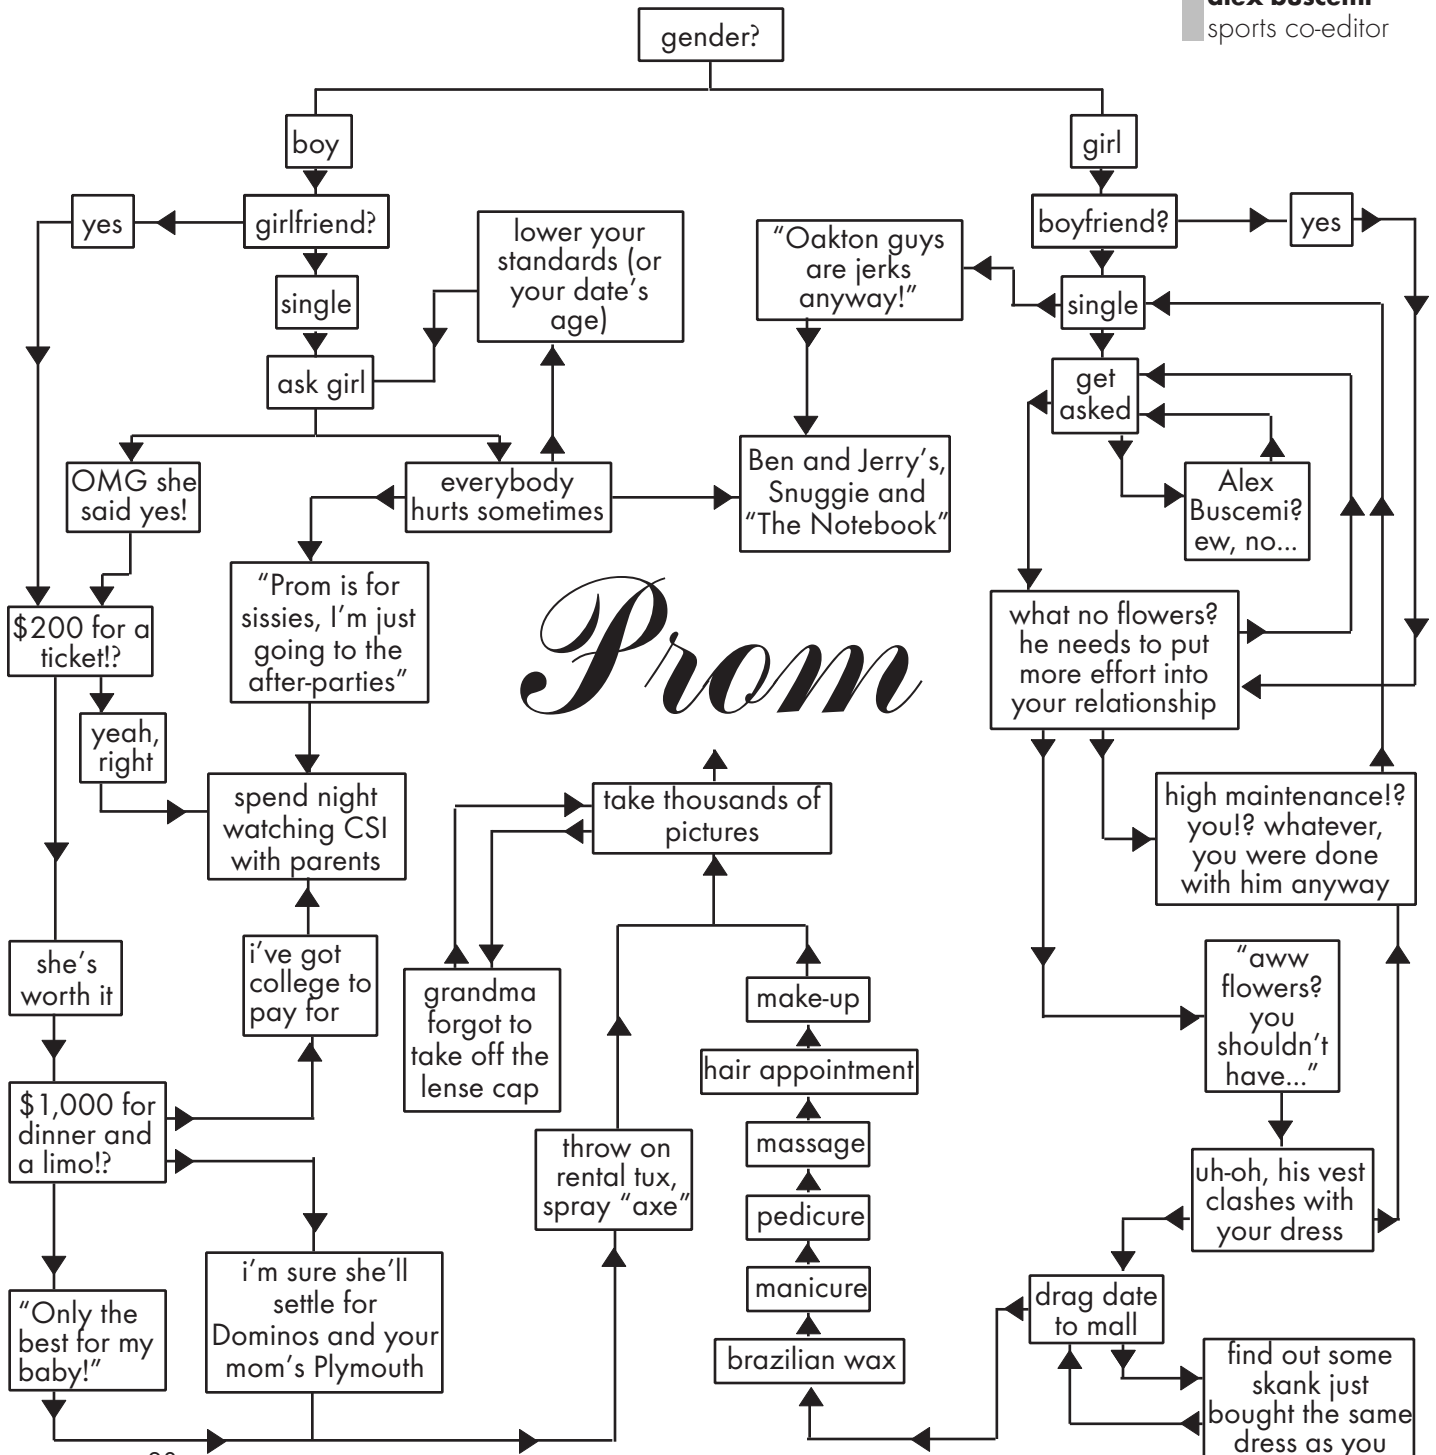 alex buscemi
sports co-editor
gender?
boy
girl
yes
girlfriend?
lower your
standards (or
your date's
age)
"Oakton guys
are jerks
anyway!"
boyfriend?
yes
single
single
ask girl
get
asked
OMG she
said yes!
everybody
hurts sometimes
Ben and Jerry's,
Snuggie and
"The Notebook"
Alex
Buscemi?
ew, no...
"Prom is for
sissies, I'm just
going to the
after-parties"
$200 for a
ticket!?
what no flowers?
he needs to put
more effort into
your relationship
Prom
yeah,
right
spend night
watching CSI
with parents
take thousands of
pictures
high maintenance!?
you!? whatever,
you were done
with him anyway
she's
worth it
i've got
college to
pay for
grandma
forgot to
take off the
lense cap
make-up
"aww
flowers?
you
shouldn't
have..."
hair appointment
$1,000 for
dinner and
a limo!?
throw on
rental tux,
spray "axe"
massage
pedicure
uh-oh, his vest
clashes with
your dress
manicure
i'm sure she'll
settle for
Dominos and your
mom's Plymouth
"Only the
best for my
baby!"
brazilian wax
drag date
to mall
find out some
skank just
bought the same
dress as you